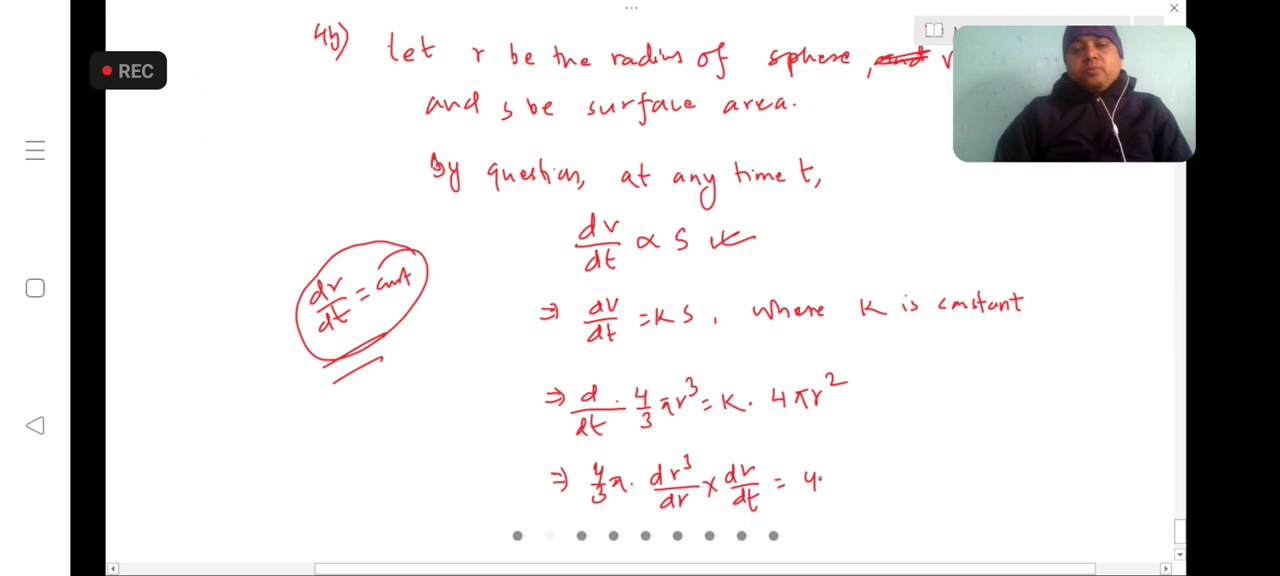 4b) Let r be the radius of sphere, and v
and s be surface area.
By question, at any time t,
dv/dt ∝ S
⇒ dv/dt = K S, where K is constant
dr/dt = const
⇒ d/dt . 4/3 πr³ = K. 4πr²
⇒ 4/3 π. dr³/dr × dr/dt = 4.
REC